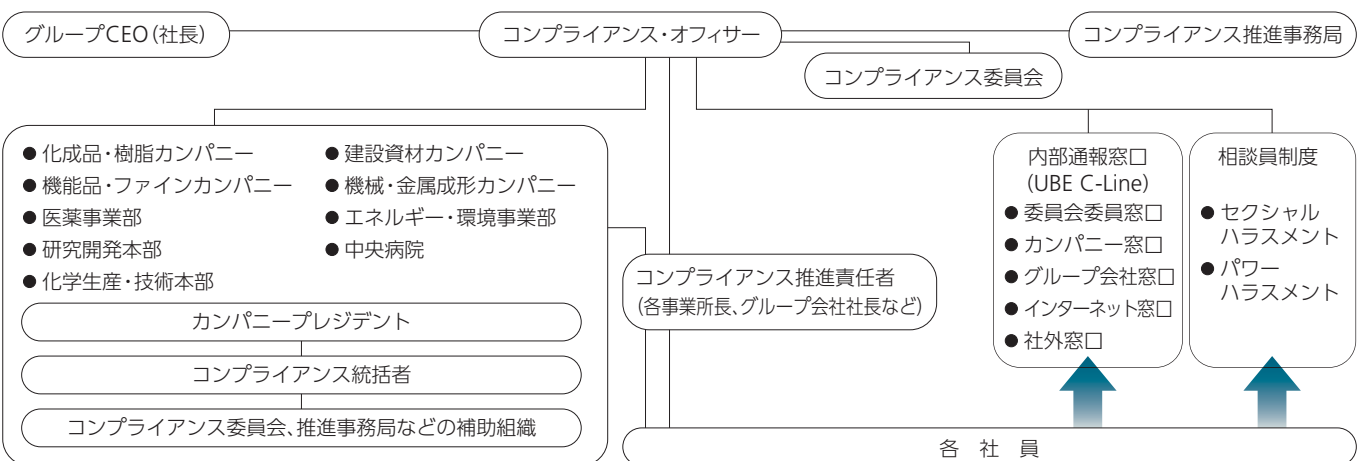 グループCEO(社長)
コンプライアンス・オフィサー
コンプライアンス推進事務局
コンプライアンス委員会
●化成品・樹脂カンパニー
●機能品・ファインカンパニー
●医薬事業部
●研究開発本部
●化学生産・技術本部
●建設資材カンパニー
●機械・金属成形カンパニー
●エネルギー・環境事業部
●中央病院
カンパニープレジデント
コンプライアンス統括者
コンプライアンス委員会、推進事務局などの補助組織
コンプライアンス推進責任者
(各事業所長、グループ会社社長など)
内部通報窓口
(UBE C-Line)
●委員会委員窓口
●カンパニー窓口
●グループ会社窓口
●インターネット窓口
●社外窓口
相談員制度
●セクシャル
ハラスメント
●パワー
ハラスメント
各 社 員